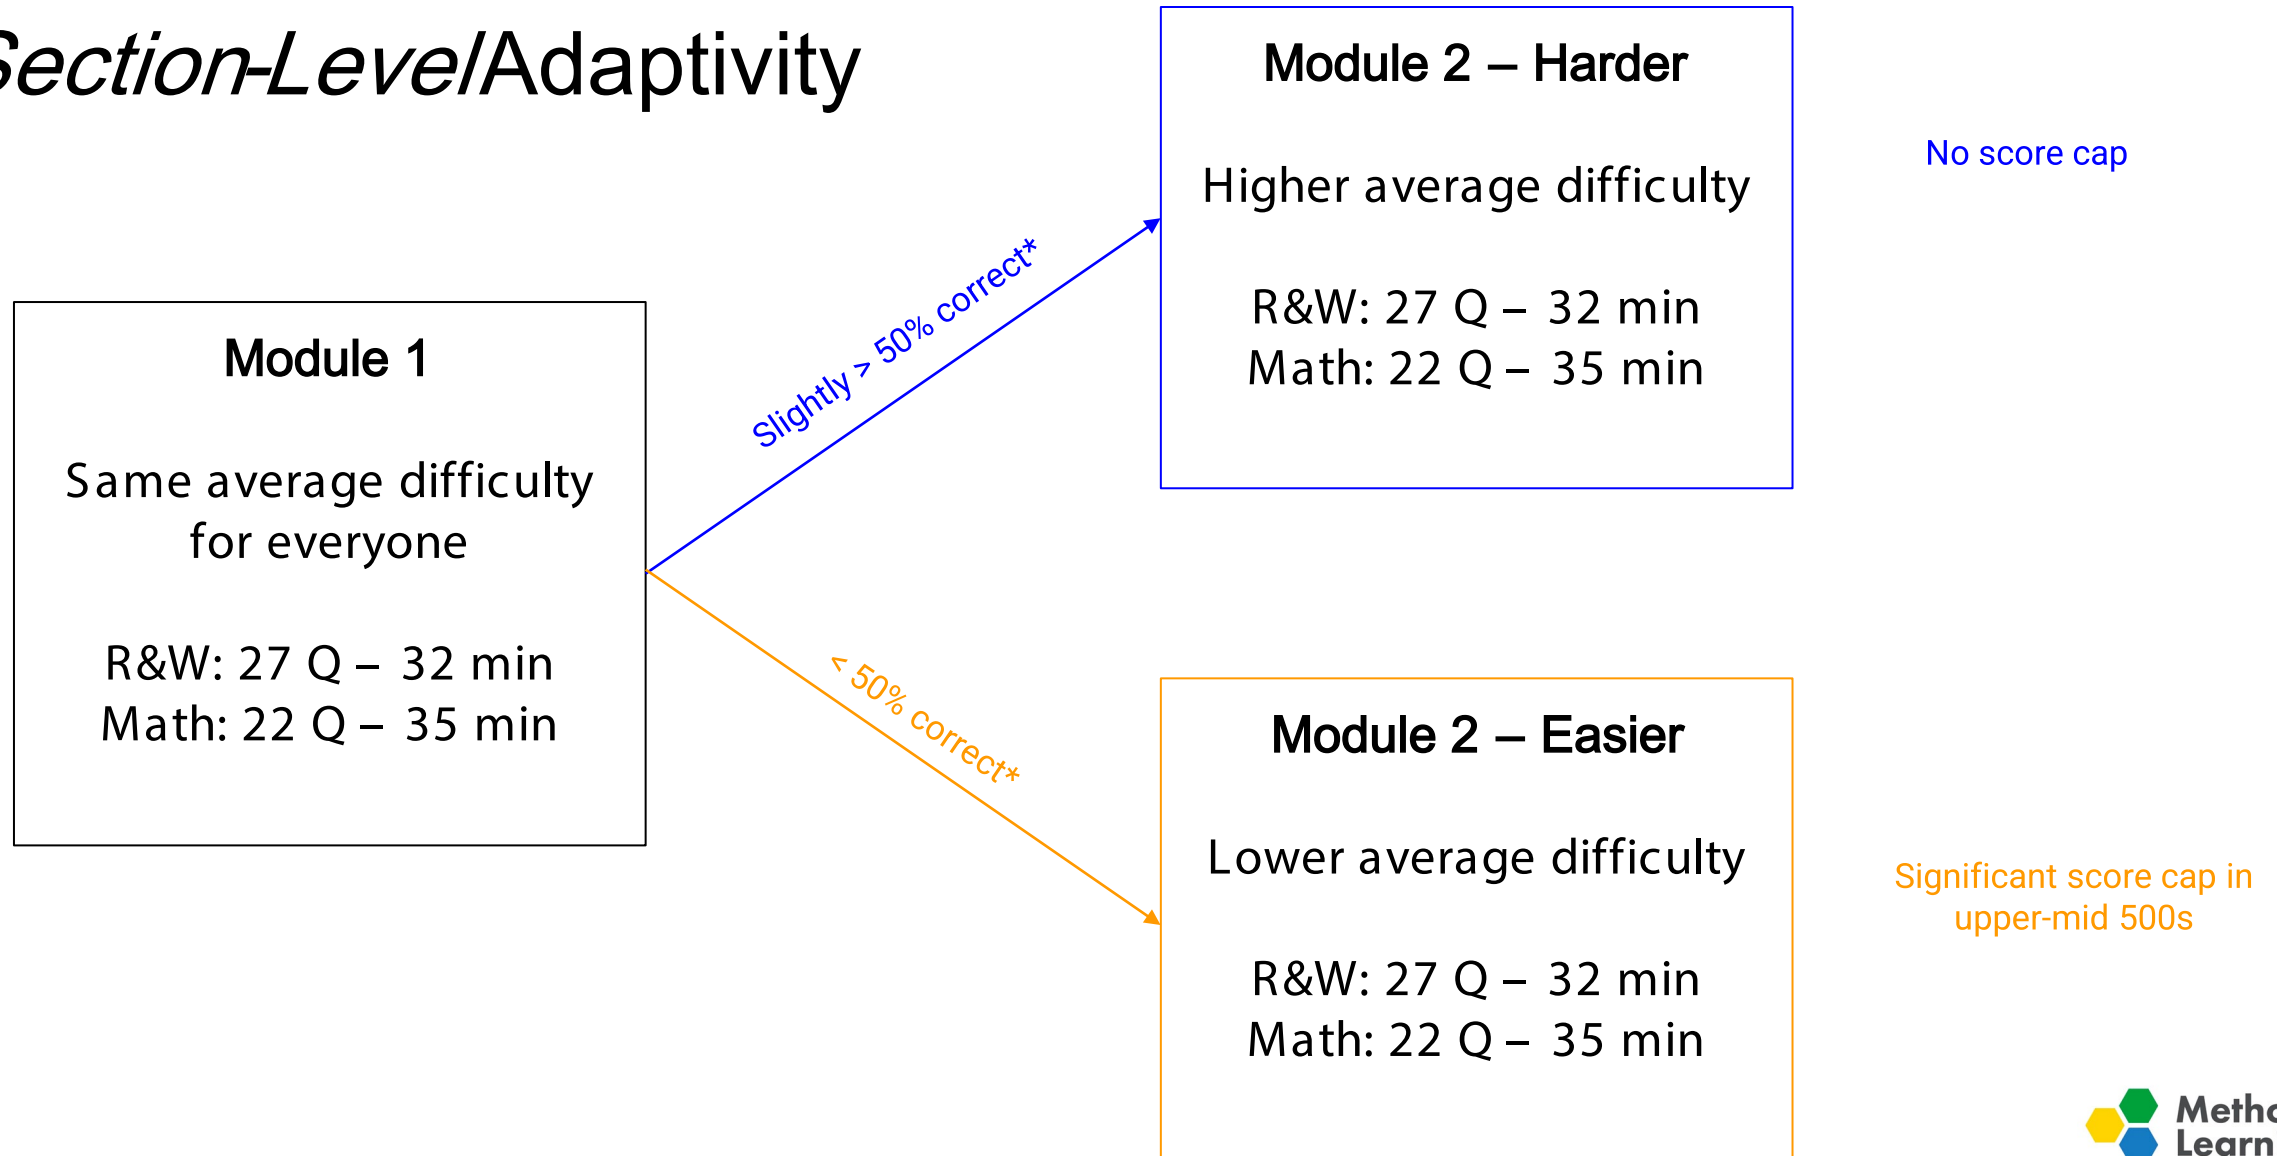 Section-Level Adaptivity
Module 1
Same average difficulty
for everyone
R&W: 27 Q – 32 min
Math: 22 Q – 35 min
Slightly > 50% correct*
< 50% correct*
Module 2 – Harder
Higher average difficulty
R&W: 27 Q – 32 min
Math: 22 Q – 35 min
No score cap
Module 2 – Easier
Lower average difficulty
R&W: 27 Q – 32 min
Math: 22 Q – 35 min
Significant score cap in
upper-mid 500s
Metho
Learn